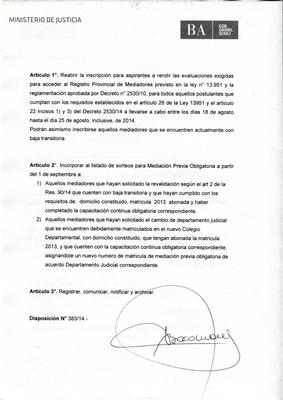 MINISTERIO DE JUSTICIA
BA
GOB.
DANIEL
SCIOLI
Artículo 1°. Reabrir la inscripción para aspirantes a rendir las evaluaciones exigidas
para acceder al Registro Provincial de Mediadores previsto en la ley n° 13.951 y la
reglamentación aprobada por Decreto n° 2530/10, para todos aquellos postulantes que
cumplan con los requisitos establecidos en el artículo 26 de la Ley 13951 y el artículo
22 incisos 1) y 3) del Decreto 2530/2014 a llevarse a cabo entre los días 18 de agosto
hasta el día 25 de agosto, inclusive, de 2014.
Podrán asimismo inscribirse aquellos mediadores que se encuentren actualmente con
baja transitoria.
Artículo 2°. Incorporar al listado de sorteos para Mediación Previa Obligatoria a partir
del 1 de septiembre a:
1) Aquellos mediadores que hayan solicitado la revalidación según el art 2 de la
Res. 90/14 que cuenten con baja transitoria y que hayan cumplido con los
requisitos de: domicilio constituido, matricula 2013 abonada y haber
completado la capacitación continua obligatoria correspondiente.
2) Aquellos mediadores que hayan solicitado el cambio de departamento judicial
que se encuentren debidamente matriculados en el nuevo Colegio
Departamental, con domicilio constituido, que tengan abonada la matricula
2013, y que cuenten con la capacitación continua obligatoria correspondiente,
asignandole un nuevo numero de matricula de mediación previa obligatoria de
acuerdo Departamento Judicial correspondiente.
Artículo 3°. Registrar, comunicar, notificar y archivar.
Disposición N° 383/14.-